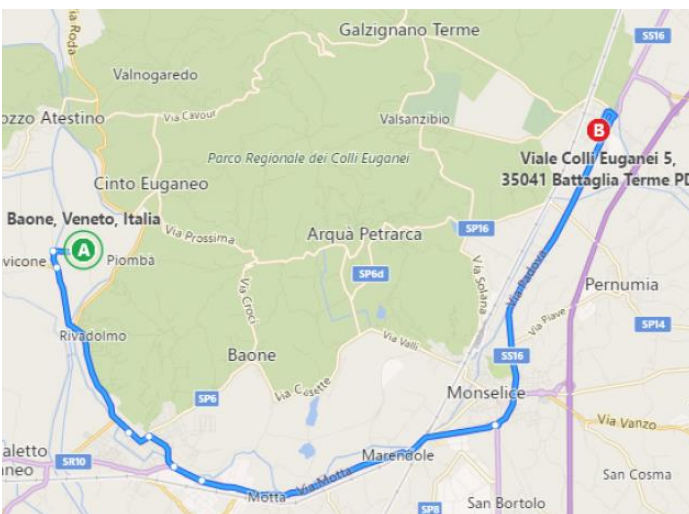 Galzignano Terme
SS16
Via Roda
Valnogaredo
ozzo Atestino
Via Cavour
Valsanzibio
B
Parco Regionale dei Colli Euganei
Viale Colli Euganei 5,
35041 Battaglia Terme PD
Cinto Euganeo
Baone, Veneto, Italia
Via Prossima
Arquà Petrarca
SP16
A
vicone
Piomba
SP6d
Via Solana
Via Padova
Pernumia
Via Croci
Rivadolmo
Via Piave
SP14
Via Valli
Baone
SS16
Via C sette
Monselice
SP6
Via Vanzo
aletto
neo
SR10
Marendole
Via Motta
Motta
San Cosma
SP8
San Bortolo